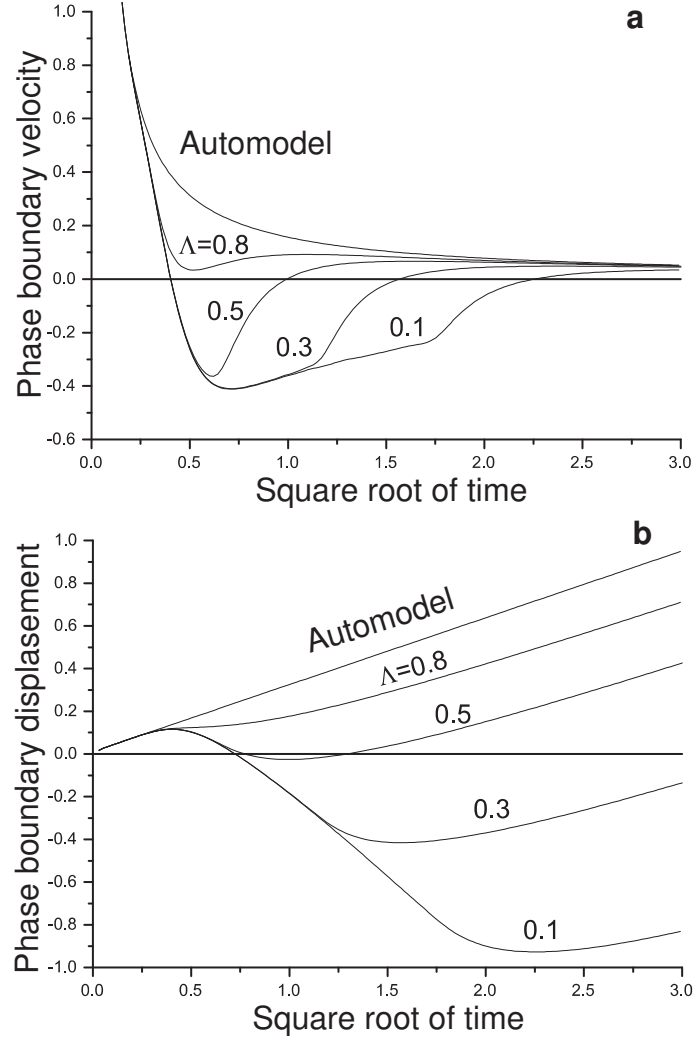 a
Phase boundary velocity
1.0
0.8
0.6
0.4
0.2
0.0
-0.2
-0.4
-0.6
Automodel
Λ=0.8
0.5
0.3
0.1
0.0 0.5 1.0 1.5 2.0 2.5 3.0
Square root of time
b
Phase boundary displasement
1.0
0.8
0.6
0.4
0.2
0.0
-0.2
-0.4
-0.6
-0.8
-1.0
Automodel
Λ=0.8
0.5
0.3
0.1
0.0 0.5 1.0 1.5 2.0 2.5 3.0
Square root of time